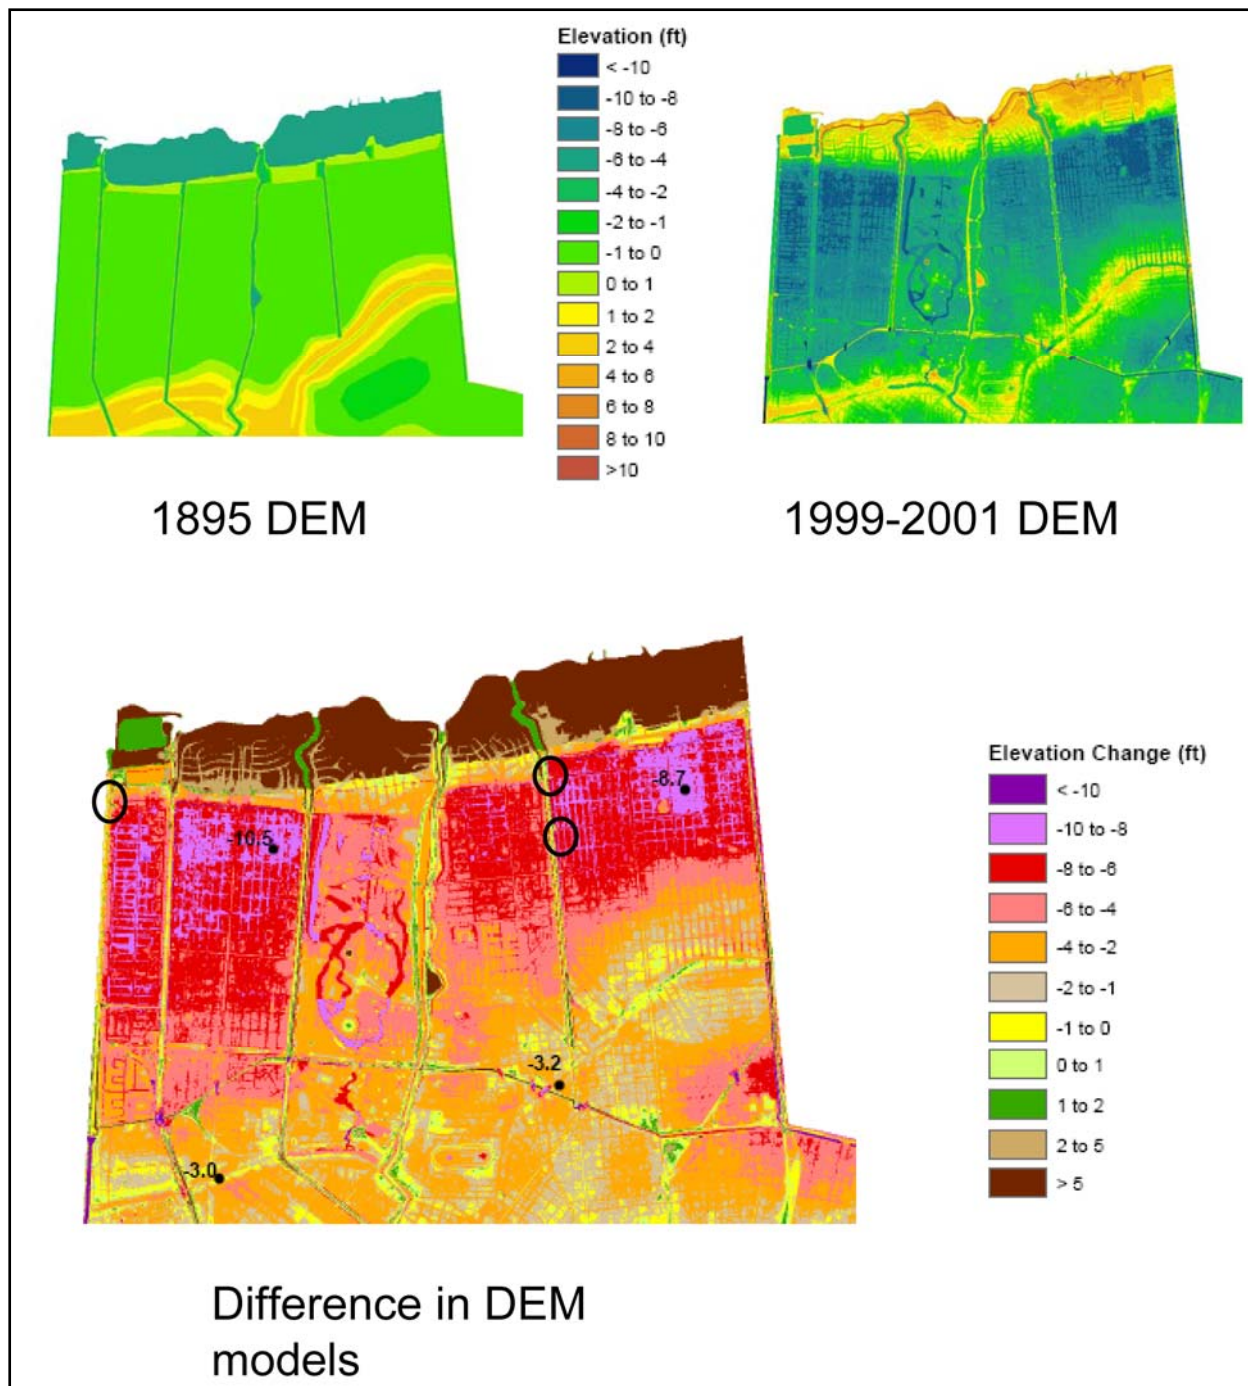 Elevation (ft)
< -10
-10 to -8
-8 to -6
-6 to -4
-4 to -2
-2 to -1
-1 to 0
0 to 1
1 to 2
2 to 4
4 to 6
6 to 8
8 to 10
>10
1895 DEM
1999-2001 DEM
-8.7
-10.5
-3.2
-3.0
Elevation Change (ft)
< -10
-10 to -8
-8 to -6
-6 to -4
-4 to -2
-2 to -1
-1 to 0
0 to 1
1 to 2
2 to 5
> 5
Difference in DEM
models